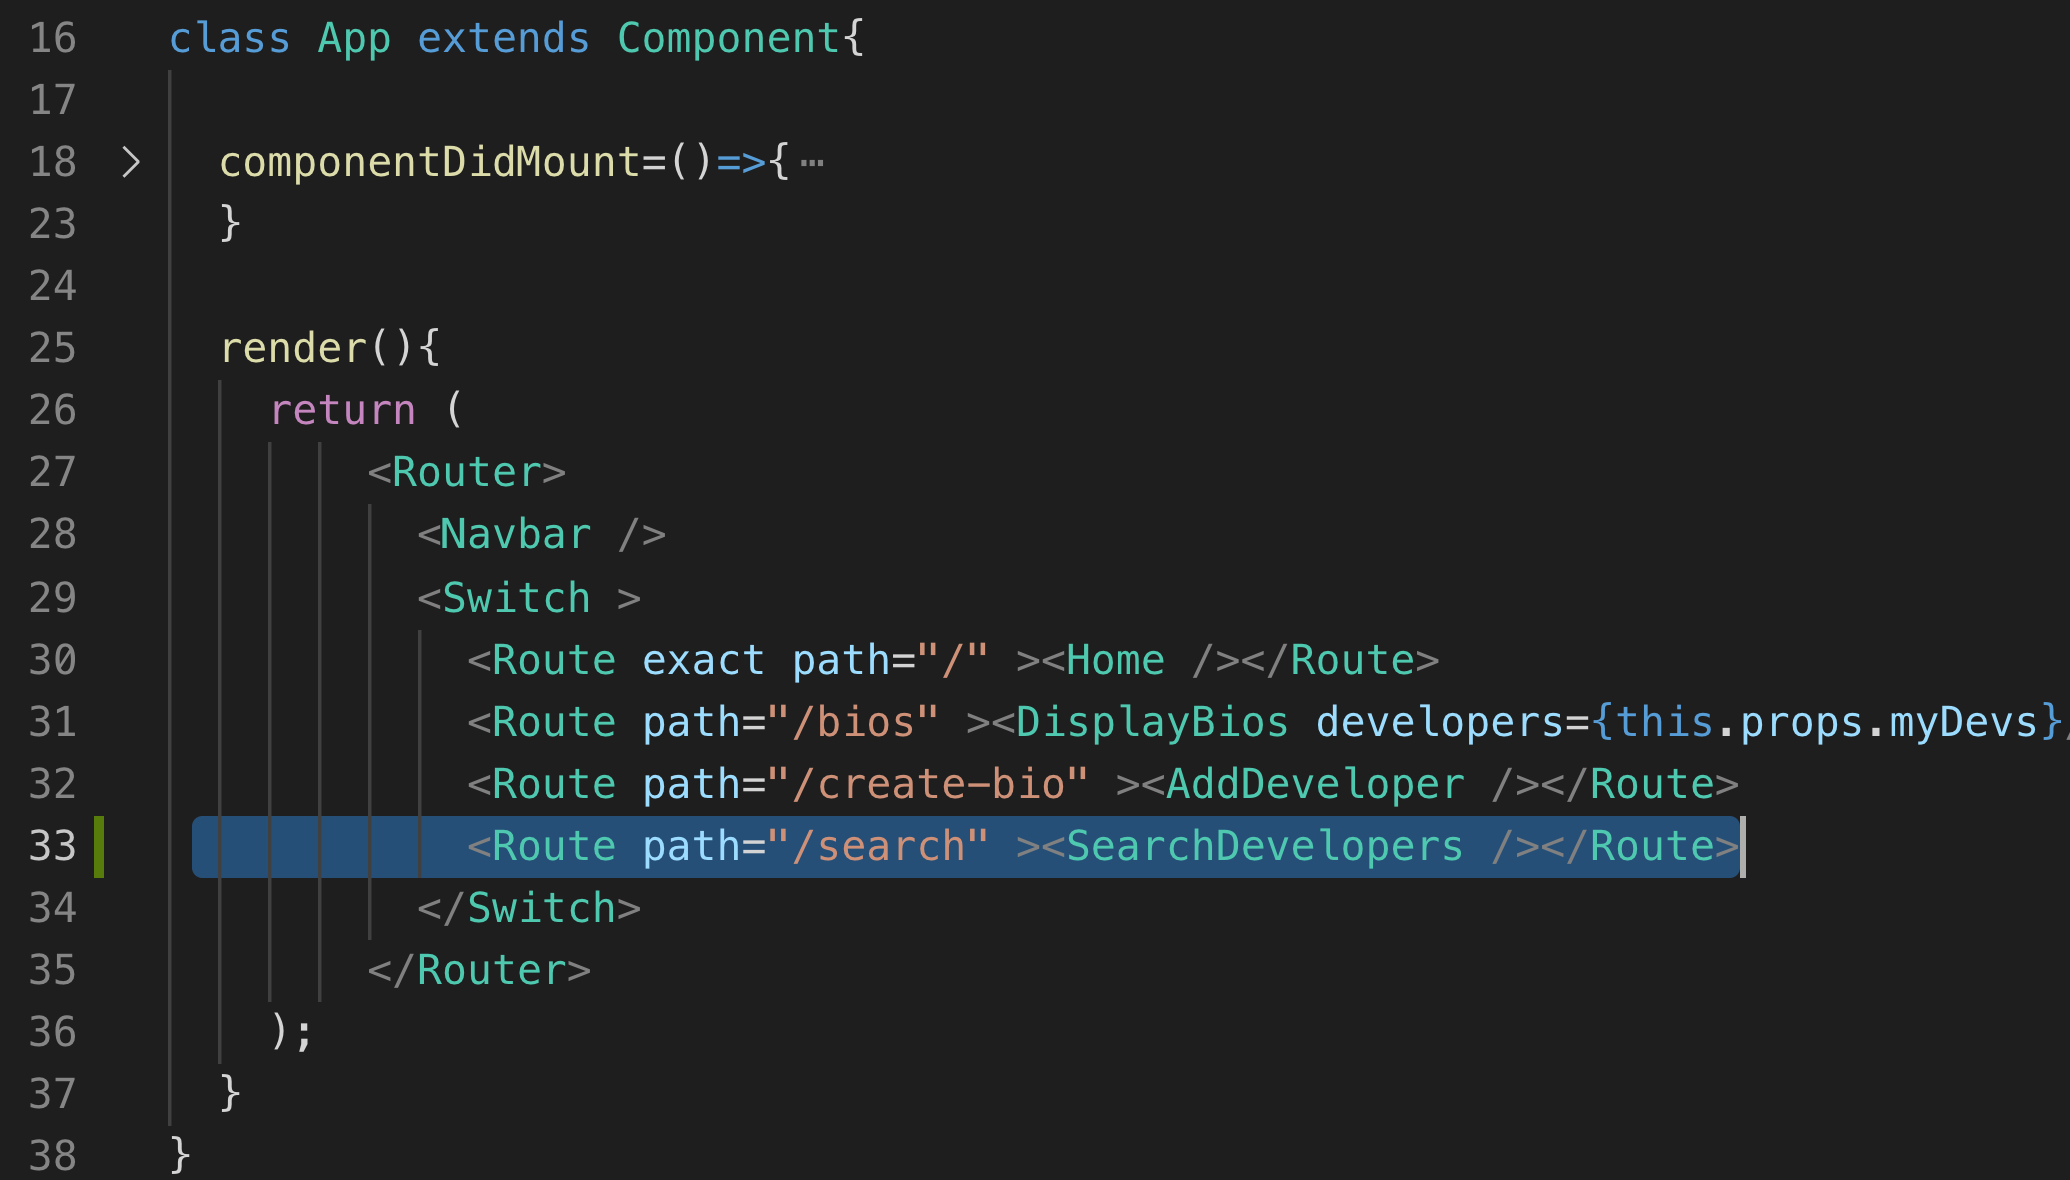 16 class App extends Component{
17
18 componentDidMount=()=>{ ⋯
23 }
24
25 render(){
26 return (
27 <Router>
28 <Navbar />
29 <Switch >
30 <Route exact path="/" ><Home /></Route>
31 <Route path="/bios" ><DisplayBios developers={this.props.myDevs}/
32 <Route path="/create-bio" ><AddDeveloper /></Route>
33 <Route path="/search" ><SearchDevelopers /></Route>
34 </Switch>
35 </Router>
36 );
37 }
38 }